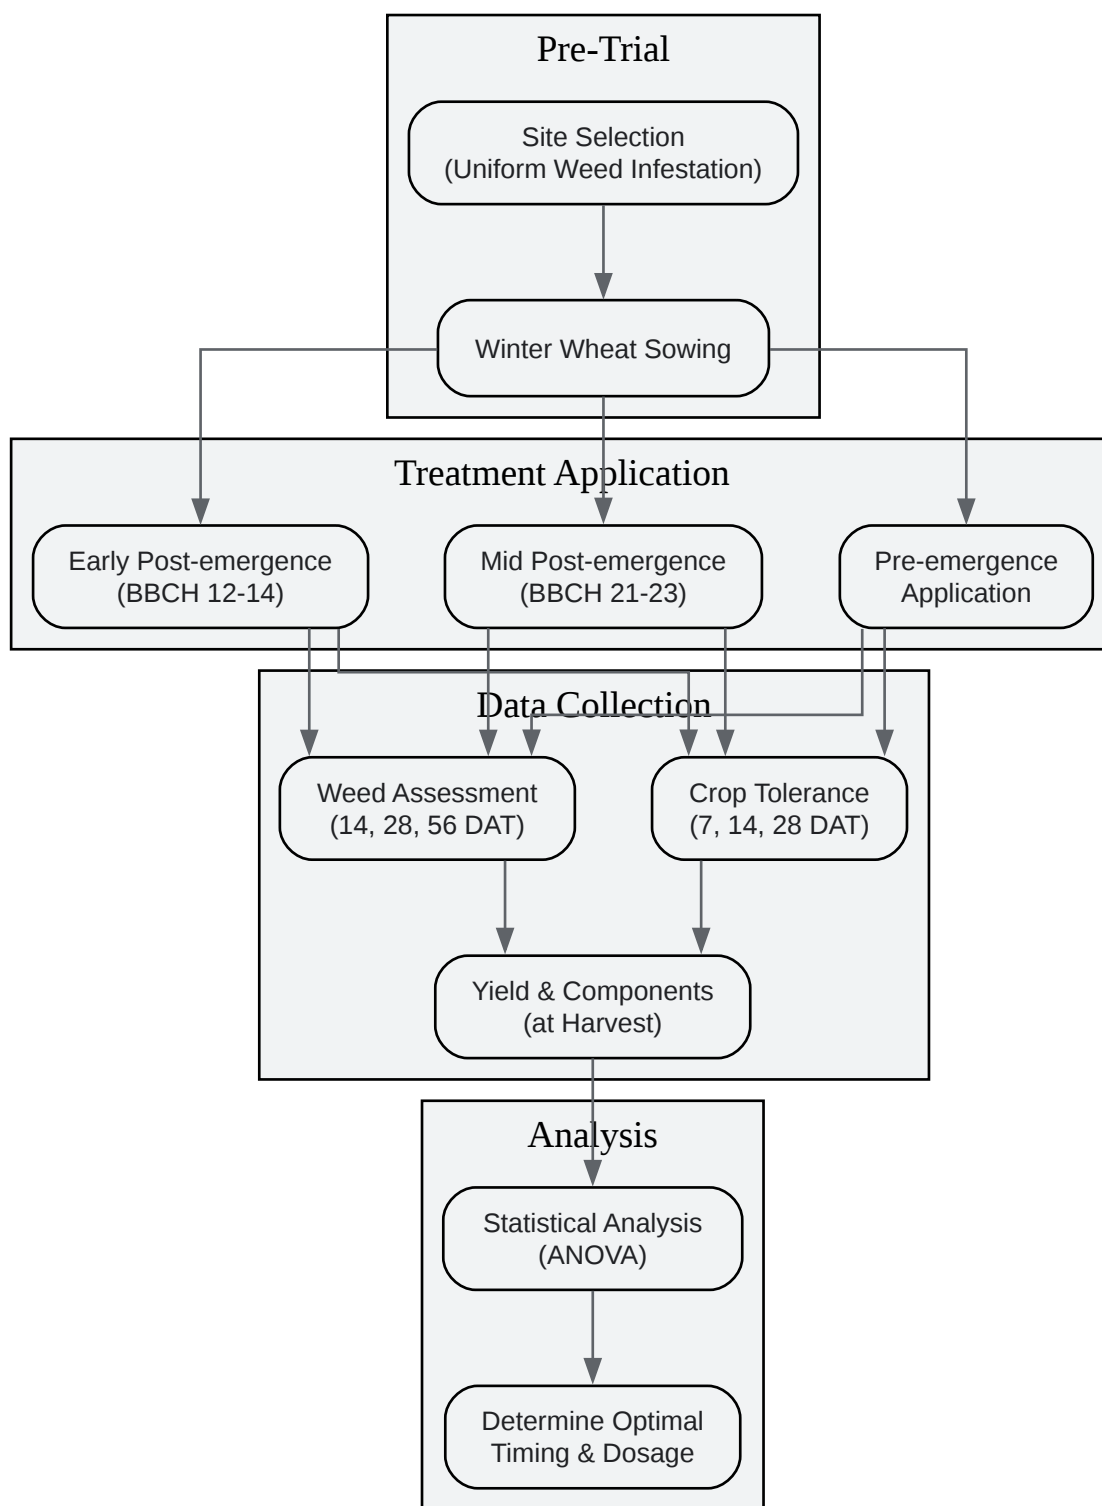 Pre-Trial
Site Selection
(Uniform Weed Infestation)
Winter Wheat Sowing
Treatment Application
Early Post-emergence
(BBCH 12-14)
Mid Post-emergence
(BBCH 21-23)
Pre-emergence
Application
Data Collection
Weed Assessment
(14, 28, 56 DAT)
Crop Tolerance
(7, 14, 28 DAT)
Yield & Components
(at Harvest)
Analysis
Statistical Analysis
(ANOVA)
Determine Optimal
Timing & Dosage